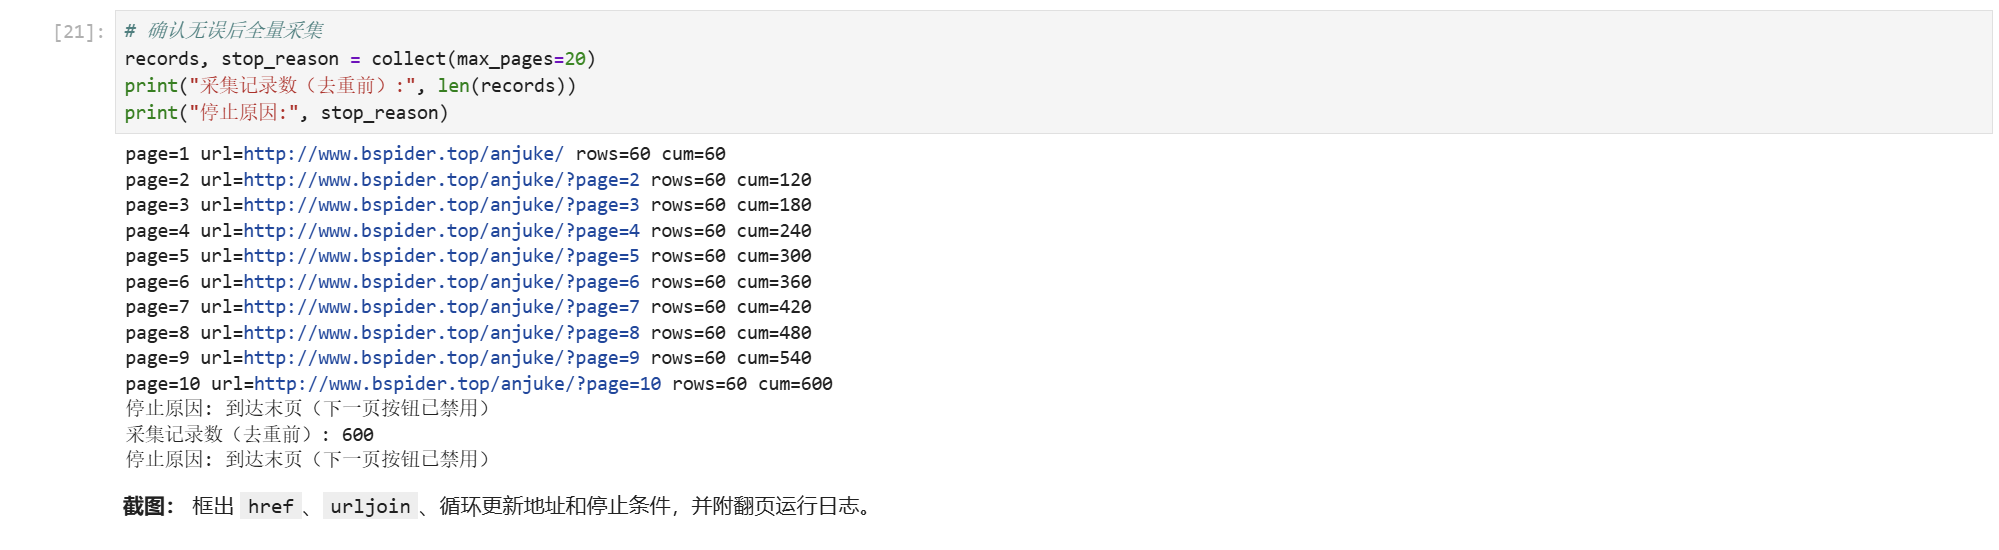 [21]: # 确认无误后全量采集
records, stop_reason = collect(max_pages=20)
print("采集记录数（去重前）:", len(records))
print("停止原因:", stop_reason)
page=1 url=http://www.bspider.top/anjuke/ rows=60 cum=60
page=2 url=http://www.bspider.top/anjuke/?page=2 rows=60 cum=120
page=3 url=http://www.bspider.top/anjuke/?page=3 rows=60 cum=180
page=4 url=http://www.bspider.top/anjuke/?page=4 rows=60 cum=240
page=5 url=http://www.bspider.top/anjuke/?page=5 rows=60 cum=300
page=6 url=http://www.bspider.top/anjuke/?page=6 rows=60 cum=360
page=7 url=http://www.bspider.top/anjuke/?page=7 rows=60 cum=420
page=8 url=http://www.bspider.top/anjuke/?page=8 rows=60 cum=480
page=9 url=http://www.bspider.top/anjuke/?page=9 rows=60 cum=540
page=10 url=http://www.bspider.top/anjuke/?page=10 rows=60 cum=600
停止原因: 到达末页（下一页按钮已禁用）
采集记录数（去重前）: 600
停止原因: 到达末页（下一页按钮已禁用）
截图： 框出 href、urljoin、循环更新地址和停止条件，并附翻页运行日志。